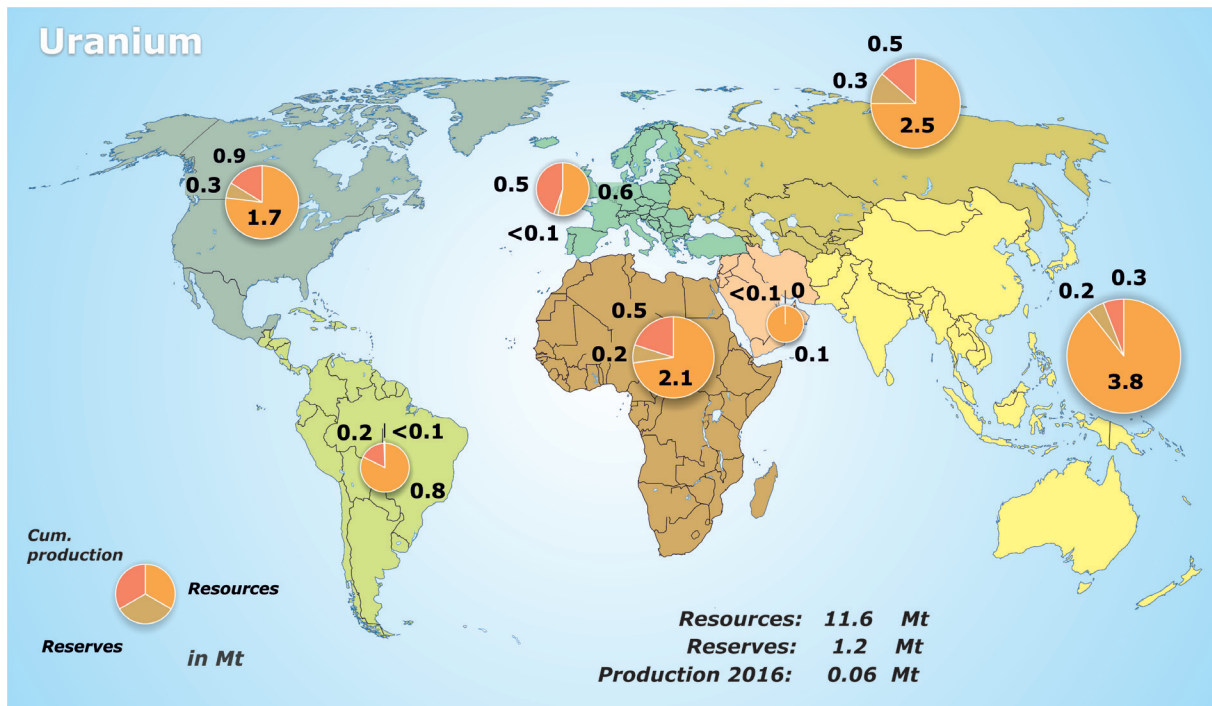 Uranium
0.5
0.3
2.5
0.9
0.3
1.7
0.5
0.6
<0.1
0.2
0.3
3.8
<0.1
0
0.1
0.5
0.2
2.1
0.2
<0.1
0.8
Cum.
production
Resources
Reserves
in Mt
Resources: 11.6 Mt
Reserves: 1.2 Mt
Production 2016: 0.06 Mt